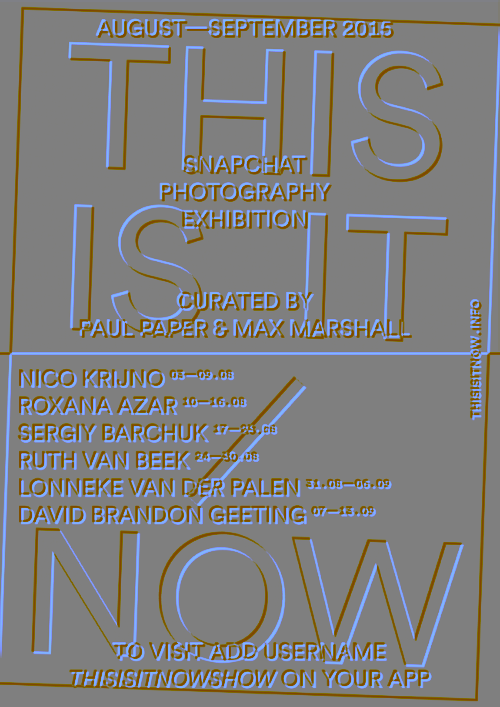 AUGUST—SEPTEMBER 2015
THIS
SNAPCHAT
PHOTOGRAPHY
EXHIBITION
IS IT
CURATED BY
PAUL PAPER & MAX MARSHALL
THISISITNOW.INFO
NICO KRIJNO 03—09.08
ROXANA AZAR 10—16.08
SERGIY BARCHUK 17—23.08
RUTH VAN BEEK 24—30.08
LONNEKE VAN DER PALEN 31.08—06.09
DAVID BRANDON GEETING 07—13.09
/
NOW
TO VISIT ADD USERNAME
THISISITNOWSHOW ON YOUR APP